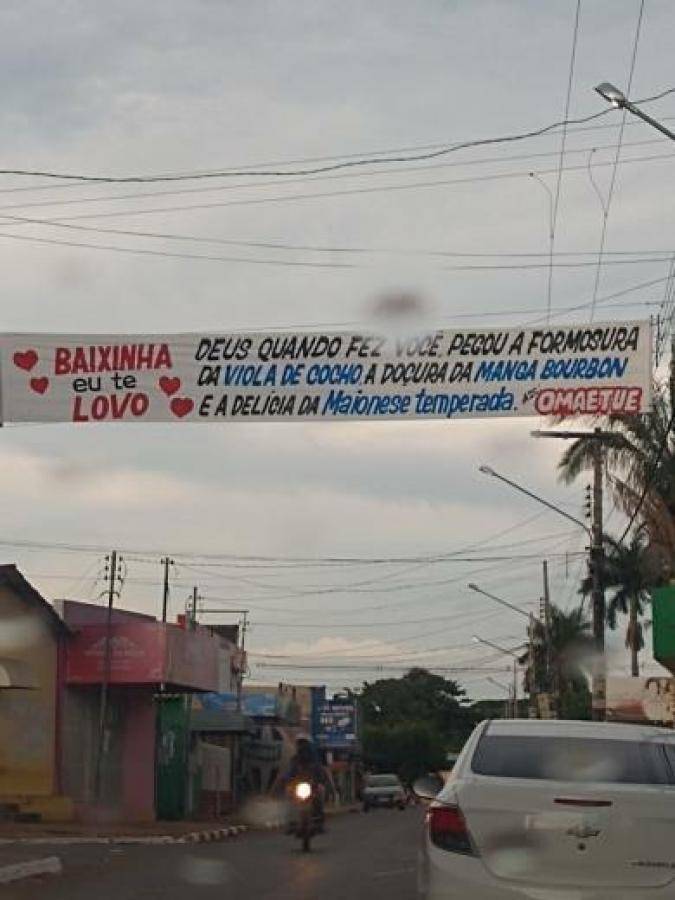 BAIXINHA
eu te
LOVO
DEUS QUANDO FEZ VOCÊ, PEGOU A FORMOSURA
DA VIOLA DE COCHO, A DOÇURA DA MANGA BOURBON
E A DELÍCIA DA Maionese temperada. OMAETUE